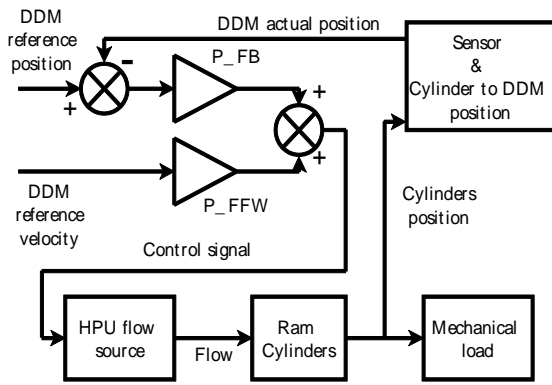 DDM
reference
position
DDM actual position
P_FB
Sensor
&
Cylinder to DDM
position
-
+
+
+
P_FFW
DDM
reference
velocity
Cylinders
position
Control signal
HPU flow
source
Flow
Ram
Cylinders
Mechanical
load